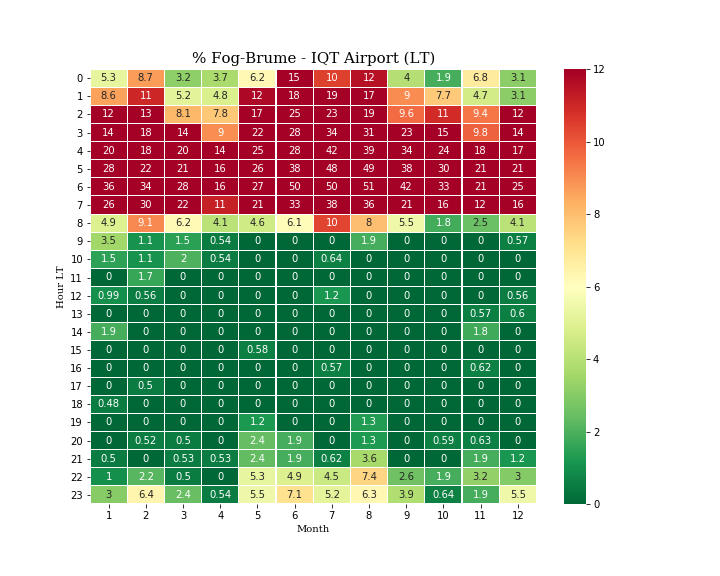 % Fog-Brume - IQT Airport (LT)
0 5.3 8.7 3.2 3.7 6.2 15 10 12 4 1.9 6.8 3.1
1 8.6 11 5.2 4.8 12 18 19 17 9 7.7 4.7 3.1
2 12 13 8.1 7.8 17 25 23 19 9.6 11 9.4 12
3 14 18 14 9 22 28 34 31 23 15 9.8 14
4 20 18 20 14 25 28 42 39 34 24 18 17
5 28 22 21 16 26 38 48 49 38 30 21 21
6 36 34 28 16 27 50 50 51 42 33 21 25
7 26 30 22 11 21 33 38 36 21 16 12 16
8 4.9 9.1 6.2 4.1 4.6 6.1 10 8 5.5 1.8 2.5 4.1
9 3.5 1.1 1.5 0.54 0 0 0 1.9 0 0 0 0.57
10 1.5 1.1 2 0.54 0 0 0.64 0 0 0 0 0
11 0 1.7 0 0 0 0 0 0 0 0 0 0
12 0.99 0.56 0 0 0 0 1.2 0 0 0 0 0.56
13 0 0 0 0 0 0 0 0 0 0 0.57 0.6
14 1.9 0 0 0 0 0 0 0 0 0 1.8 0
15 0 0 0 0 0.58 0 0 0 0 0 0 0
16 0 0 0 0 0 0 0.57 0 0 0 0.62 0
17 0 0.5 0 0 0 0 0 0 0 0 0 0
18 0.48 0 0 0 0 0 0 0 0 0 0 0
19 0 0 0 0 1.2 0 0 1.3 0 0 0 0
20 0 0.52 0.5 0 2.4 1.9 0 1.3 0 0.59 0.63 0
21 0.5 0 0.53 0.53 2.4 1.9 0.62 3.6 0 0 1.9 1.2
22 1 2.2 0.5 0 5.3 4.9 4.5 7.4 2.6 1.9 3.2 3
23 3 6.4 2.4 0.54 5.5 7.1 5.2 6.3 3.9 0.64 1.9 5.5
1 2 3 4 5 6 7 8 9 10 11 12
Month
Hour LT
12
10
8
6
4
2
0